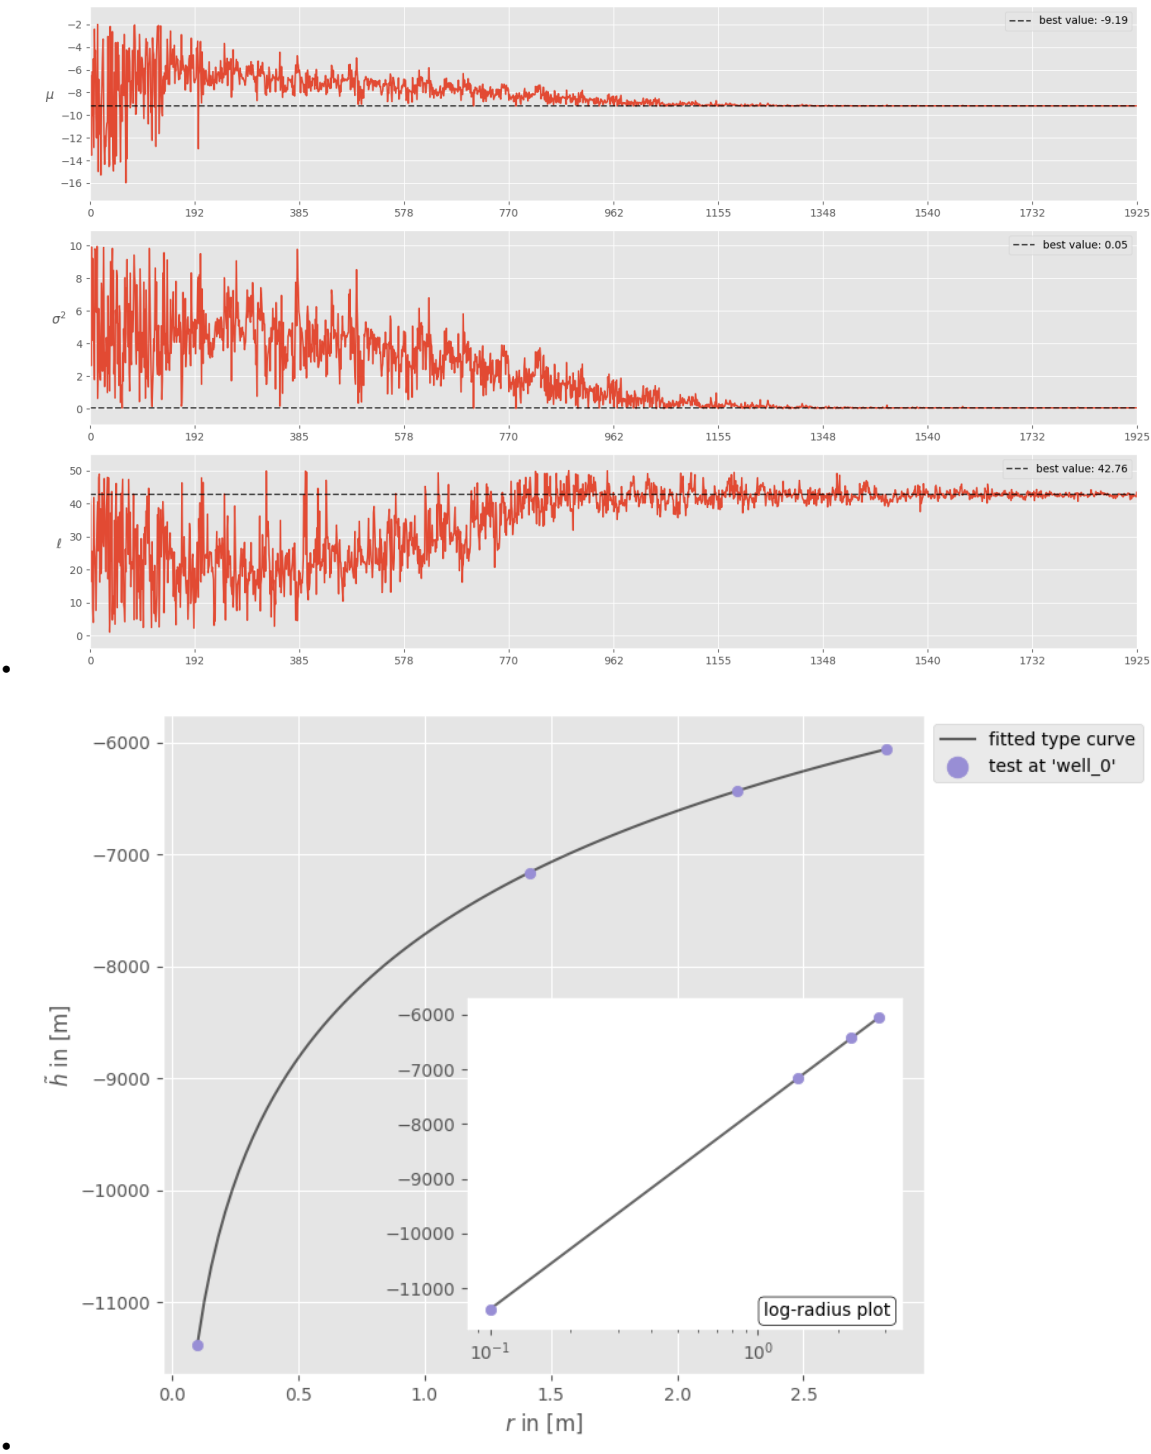 best value: -9.19
−2
−4
−6
−8
−10
−12
−14
−16
μ
0 192 385 578 770 962 1155 1348 1540 1732 1925
best value: 0.05
10
8
6
4
2
0
σ²
0 192 385 578 770 962 1155 1348 1540 1732 1925
best value: 42.76
50
40
30
20
10
0
ℓ
0 192 385 578 770 962 1155 1348 1540 1732 1925
fitted type curve
test at 'well_0'
−6000
−7000
−8000
−9000
−10000
−11000
h̃ in [m]
−6000
−7000
−8000
−9000
−10000
−11000
log-radius plot
10⁻¹ 10⁰
0.0 0.5 1.0 1.5 2.0 2.5
r in [m]